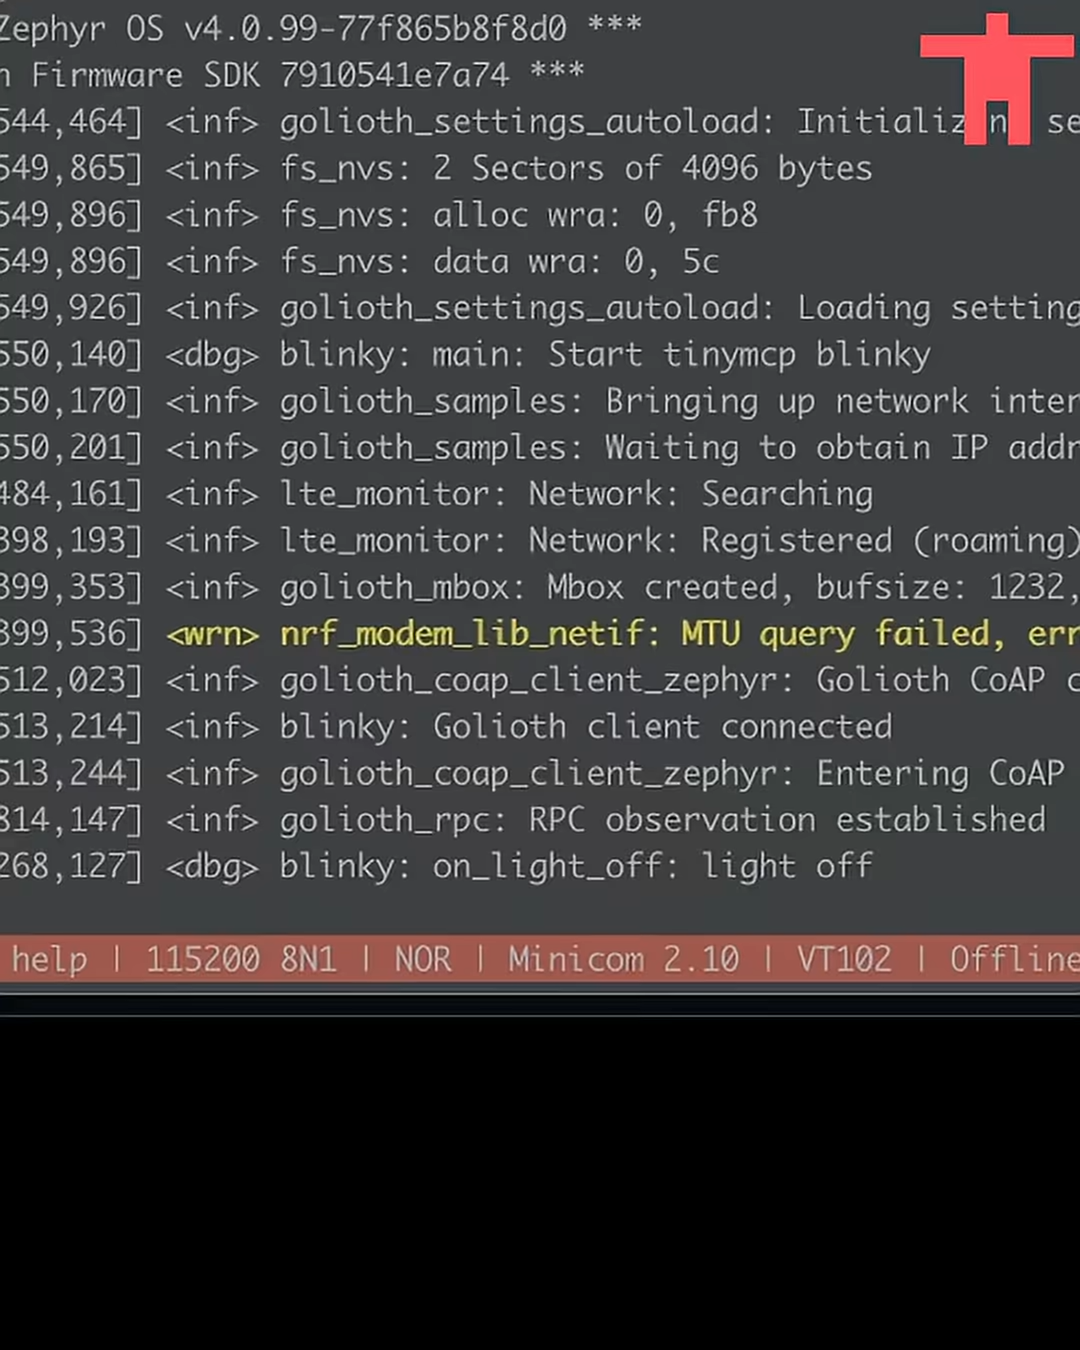 Zephyr OS v4.0.99-77f865b8f8d0 ***
Firmware SDK 7910541e7a74 ***
544,464] <inf> golioth_settings_autoload:
549,865] <inf> fs_nvs: 2 Sectors of 4096 bytes
549,896] <inf> fs_nvs: alloc wra: 0, fb8
549,896] <inf> fs_nvs: data wra: 0, 5c
549,926] <inf> golioth_settings_autoload: Loading setting
550,140] <dbg> blinky: main: Start tinymcp blinky
550,170] <inf> golioth_samples: Bringing up network inter
550,201] <inf> golioth_samples: Waiting to obtain IP addr
484,161] <inf> lte_monitor: Network: Searching
398,193] <inf> lte_monitor: Network: Registered (roaming)
399,353] <inf> golioth_mbox: Mbox created, bufsize: 1232,
399,536] <wrn> nrf_modem_lib_netif: MTU query failed, err
512,023] <inf> golioth_coap_client_zephyr: Golioth CoAP c
513,214] <inf> blinky: Golioth client connected
513,244] <inf> golioth_coap_client_zephyr: Entering CoAP
814,147] <inf> golioth_rpc: RPC observation established
268,127] <dbg> blinky: on_light_off: light off
help | 115200 8N1 | NOR | Minicom 2.10 | VT102 | Offline